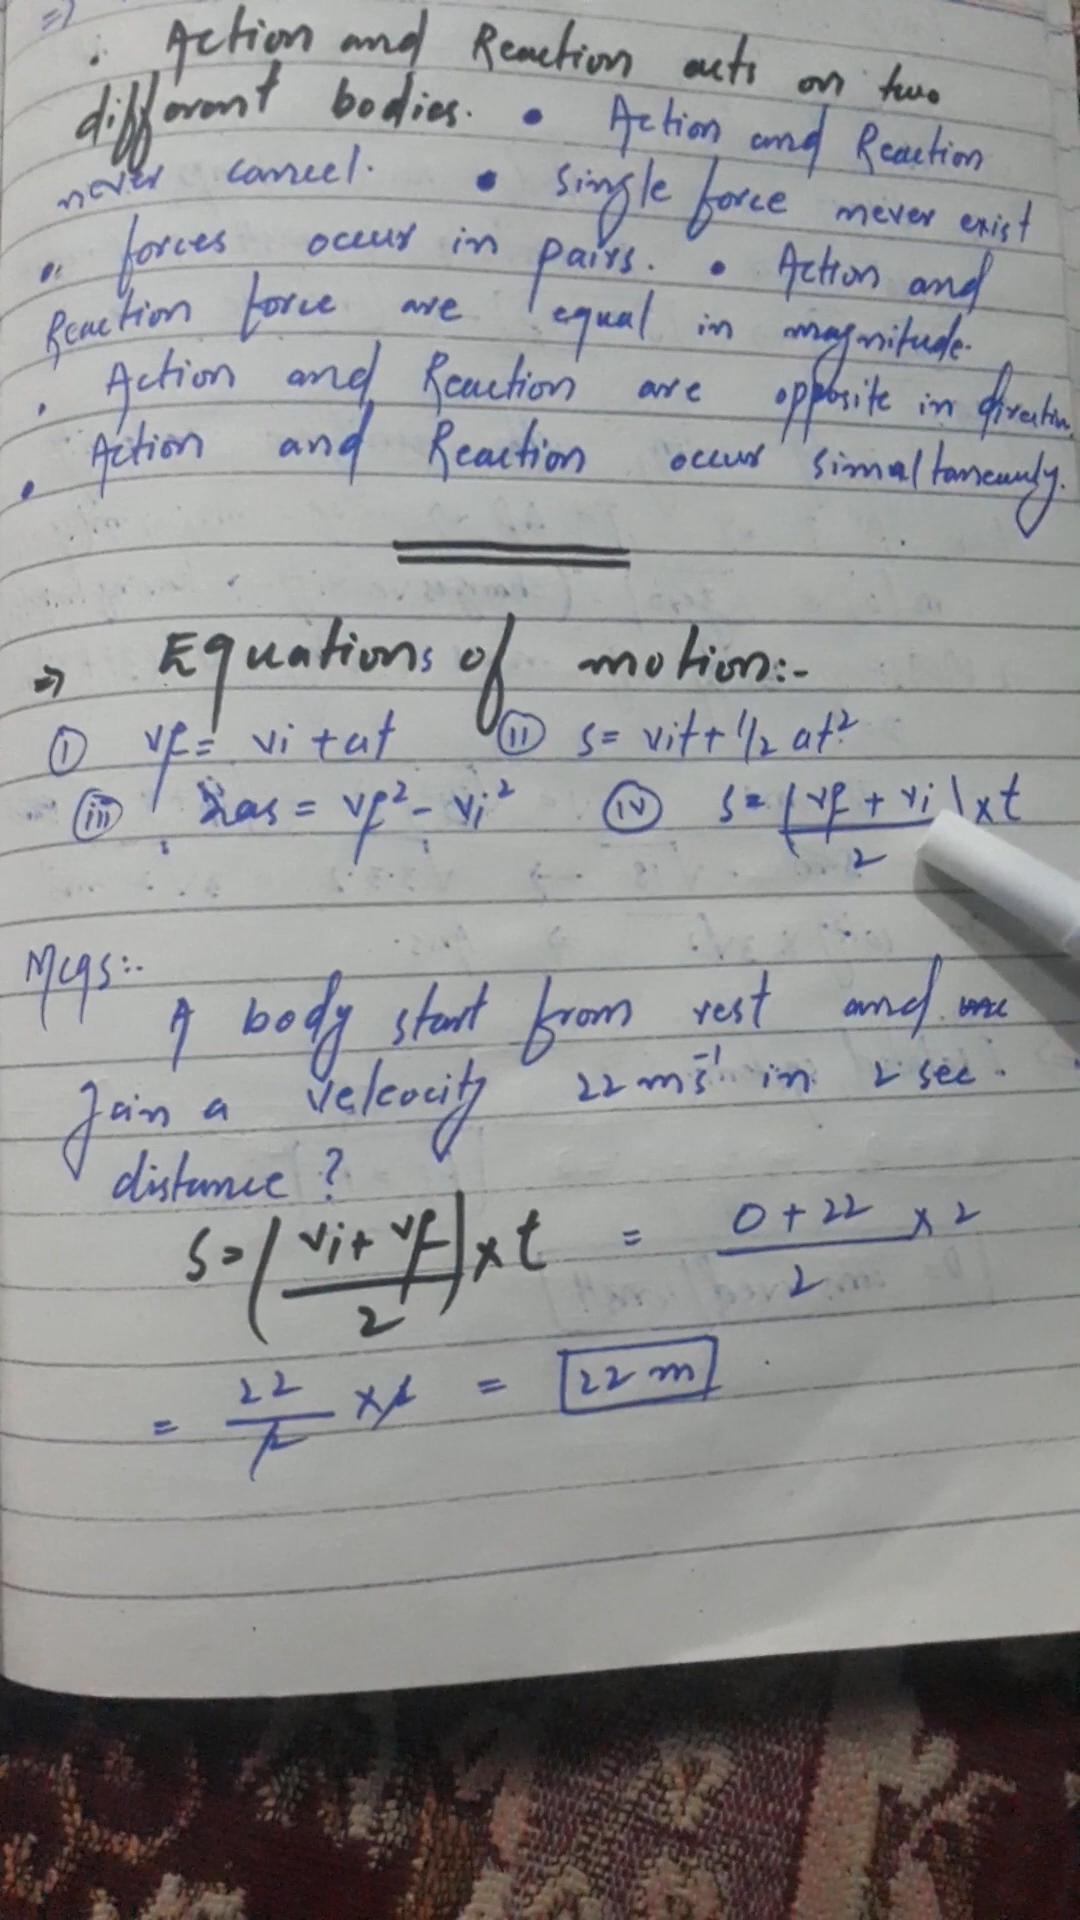 =>
∴ Action and Reaction acts on two
different bodies. • Action and Reaction
never cancel. • single force never exist
∴ forces occur in pairs. • Action and
Reaction force are equal in magnitude.
• Action and Reaction are opposite in direction.
• Action and Reaction occur simaltaneously.
=> Equations of motion:-
(i) vf = vi + at (ii) s = vit + 1/2 at²
(iii) 2as = vf² - vi² (iv) s = (vf + vi / 2) x t
Mcqs:-
A body start from rest and
gain a velcocity 22 ms⁻¹ in 2 sec.
distance ?
S = (vi + vf / 2) x t = 0 + 22 / 2 x 2
= 22 / 2 x 2 = 22 m